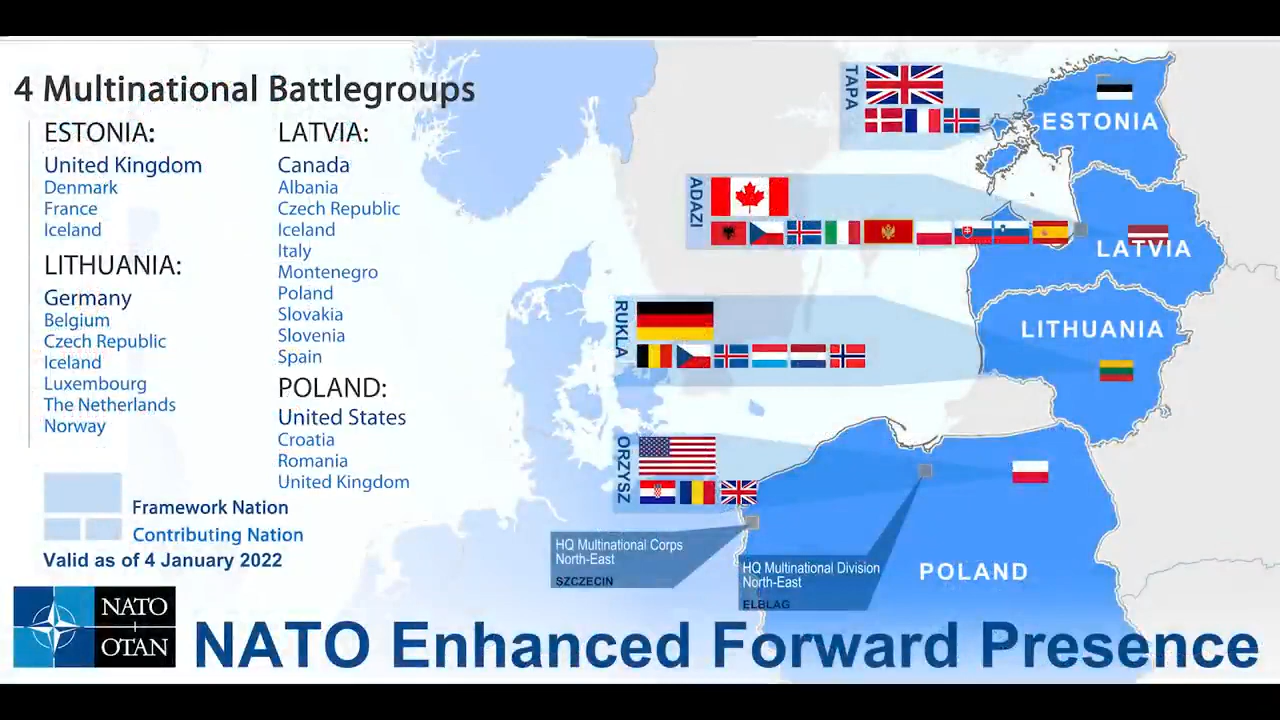 4 Multinational Battlegroups
ESTONIA:
United Kingdom
Denmark
France
Iceland
LITHUANIA:
Germany
Belgium
Czech Republic
Iceland
Luxembourg
The Netherlands
Norway
LATVIA:
Canada
Albania
Czech Republic
Iceland
Italy
Montenegro
Poland
Slovakia
Slovenia
Spain
POLAND:
United States
Croatia
Romania
United Kingdom
Framework Nation
Contributing Nation
Valid as of 4 January 2022
TAPA
ESTONIA
ADAZI
LATVIA
RUKLA
LITHUANIA
ORZYSZ
HQ Multinational Corps
North-East
SZCZECIN
HQ Multinational Division
North-East
ELBLAG
POLAND
NATO
OTAN
NATO Enhanced Forward Presence